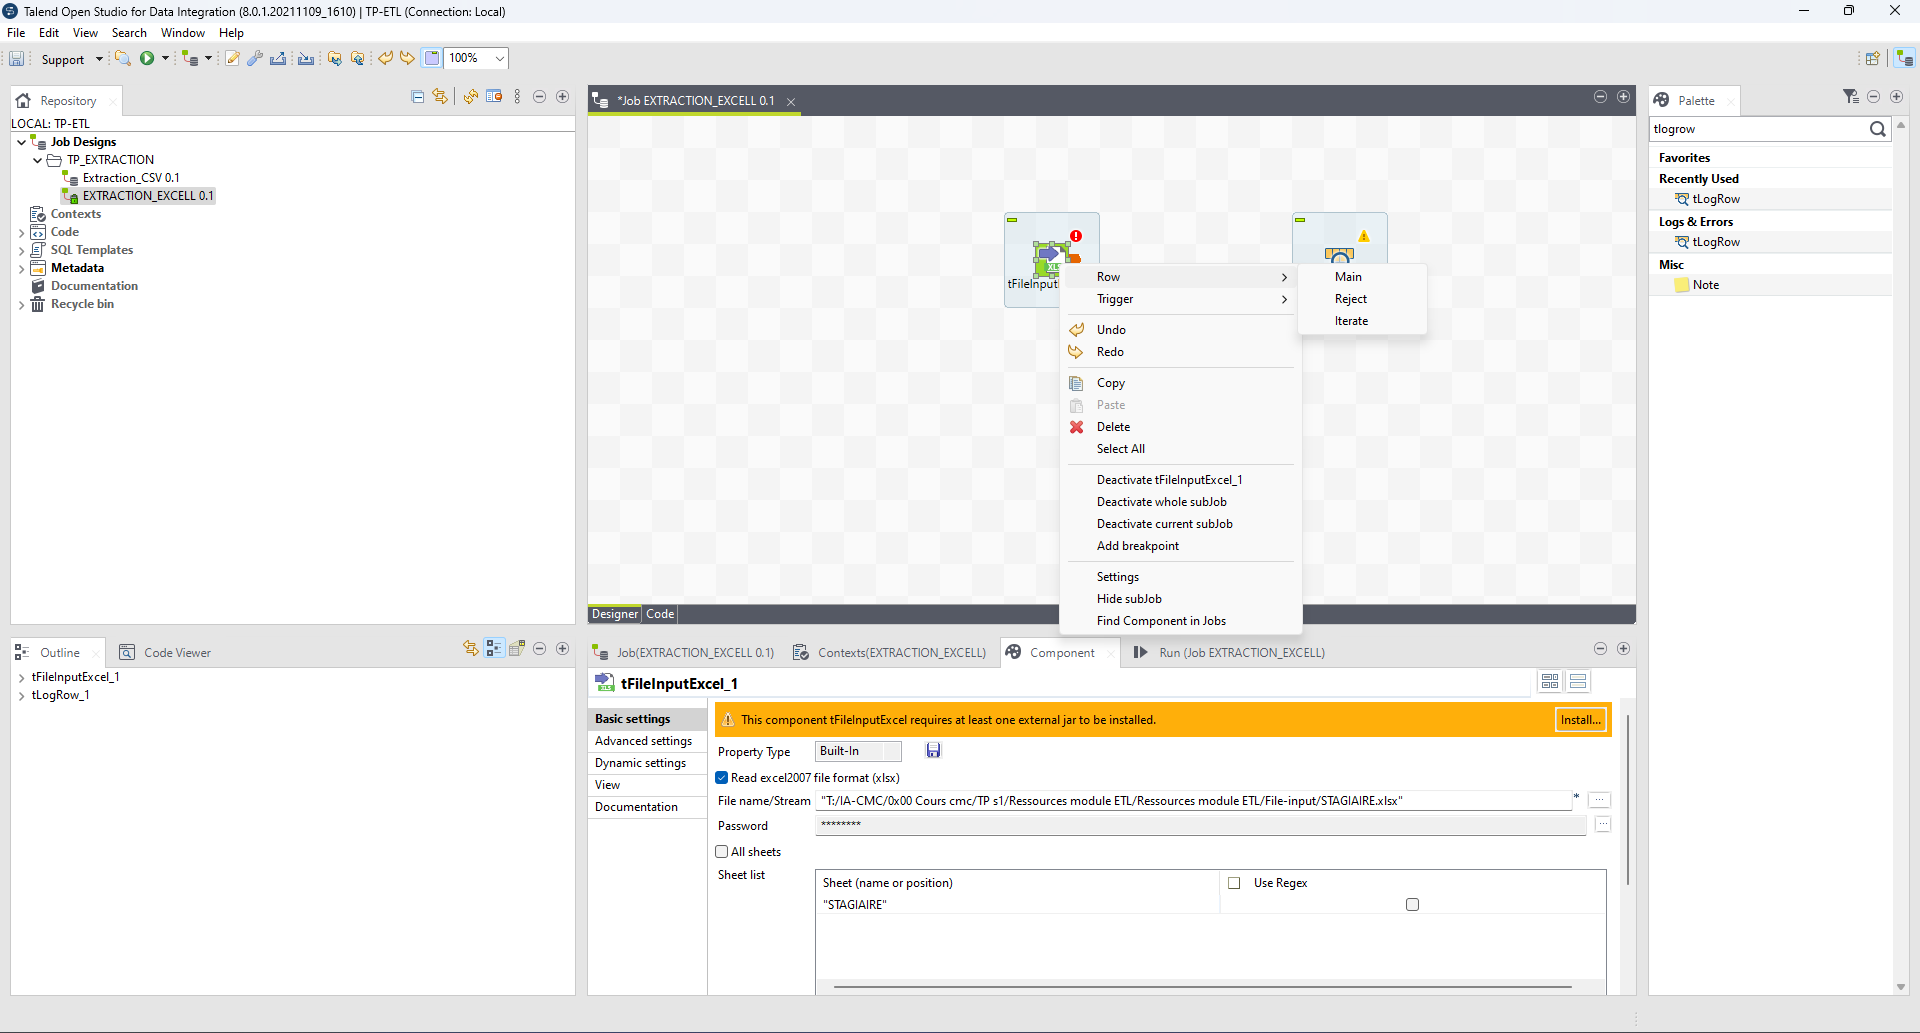 Talend Open Studio for Data Integration (8.0.1.20211109_1610) | TP-ETL (Connection: Local)
File Edit View Search Window Help
Support 100%
Repository
LOCAL: TP-ETL
Job Designs
TP_EXTRACTION
Extraction_CSV 0.1
EXTRACTION_EXCELL 0.1
Contexts
Code
SQL Templates
Metadata
Documentation
Recycle bin
*Job EXTRACTION_EXCELL 0.1
tFileInput
Row
Trigger
Undo
Redo
Copy
Paste
Delete
Select All
Deactivate tFileInputExcel_1
Deactivate whole subJob
Deactivate current subJob
Add breakpoint
Settings
Hide subJob
Find Component in Jobs
Main
Reject
Iterate
Designer Code
Palette
tlogrow
Favorites
Recently Used
tLogRow
Logs & Errors
tLogRow
Misc
Note
Outline Code Viewer
tFileInputExcel_1
tLogRow_1
Job(EXTRACTION_EXCELL 0.1) Contexts(EXTRACTION_EXCELL) Component Run (Job EXTRACTION_EXCELL)
tFileInputExcel_1
Basic settings
Advanced settings
Dynamic settings
View
Documentation
This component tFileInputExcel requires at least one external jar to be installed. Install...
Property Type Built-In
Read excel2007 file format (xlsx)
File name/Stream "T:/IA-CMC/0x00 Cours cmc/TP s1/Ressources module ETL/Ressources module ETL/File-input/STAGIAIRE.xlsx" * ...
Password ******** ...
All sheets
Sheet list
Sheet (name or position) Use Regex
"STAGIAIRE"